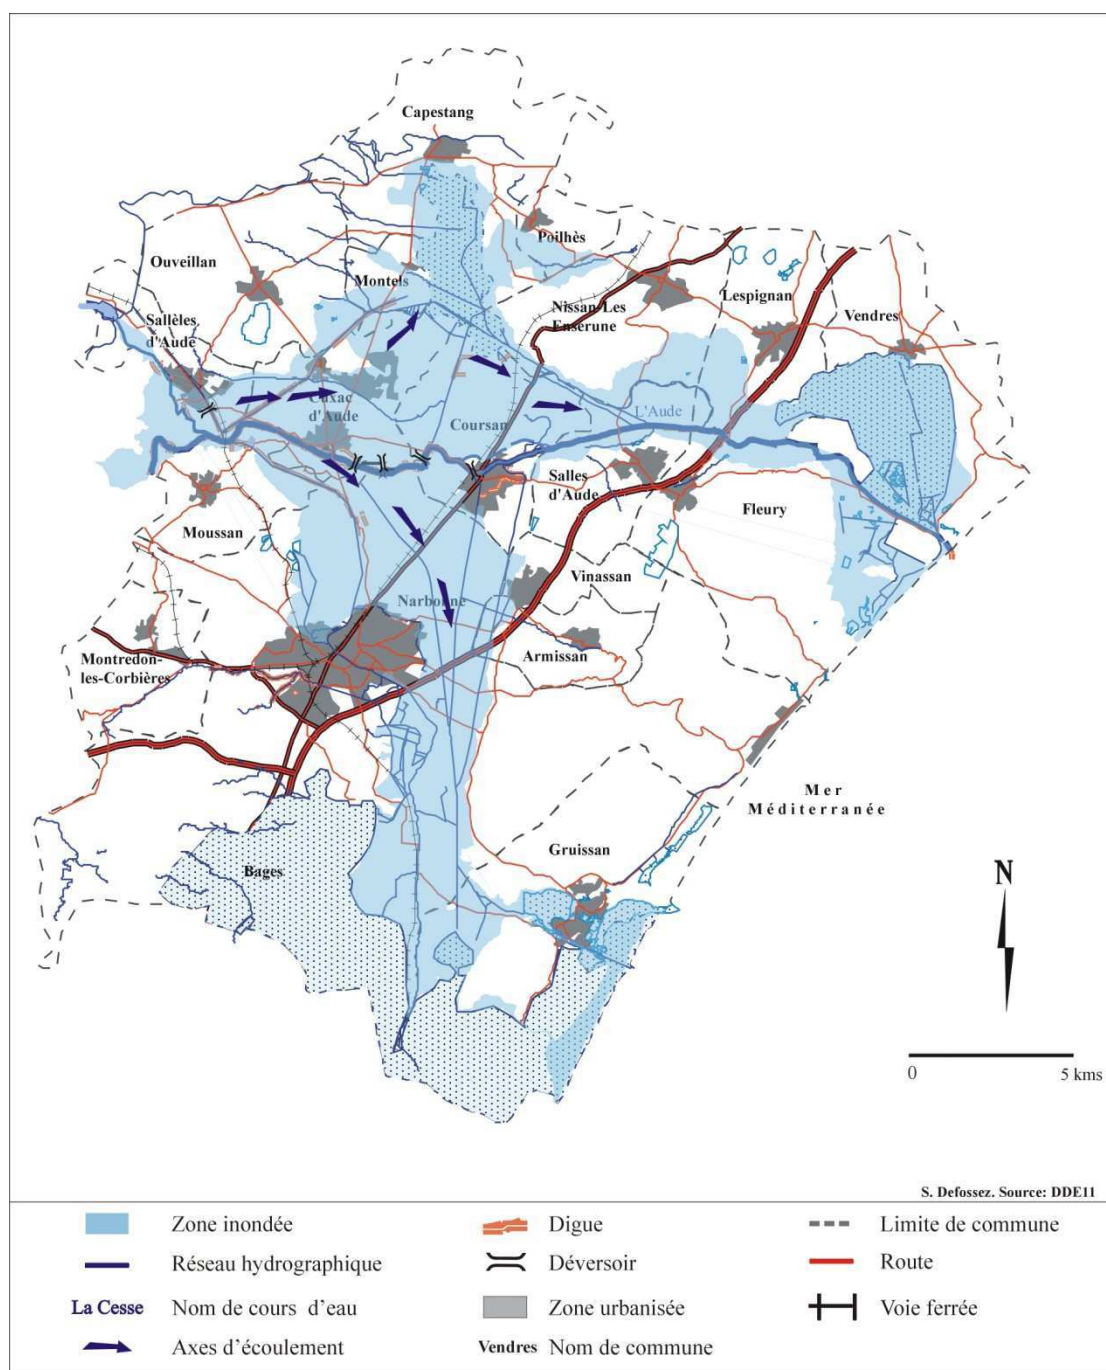 Capestang
Poilhès
Ouveillan
Montels
Nissan-Les
Enserune
Lespignan
Vendres
Sallèles
d'Aude
Cuxac
d'Aude
Coursan
L'Aude
Salles
d'Aude
Fleury
Moussan
Vinassan
Narbonne
Armissan
Montredon-
les-Corbières
Mer
Méditerranée
Gruissan
Bages
N
0
5 kms
S. Defossez. Source: DDE11
Zone inondée
Digue
Limite de commune
Réseau hydrographique
Déversoir
Route
La Cesse
Nom de cours d'eau
Zone urbanisée
Voie ferrée
Axes d'écoulement
Vendres
Nom de commune